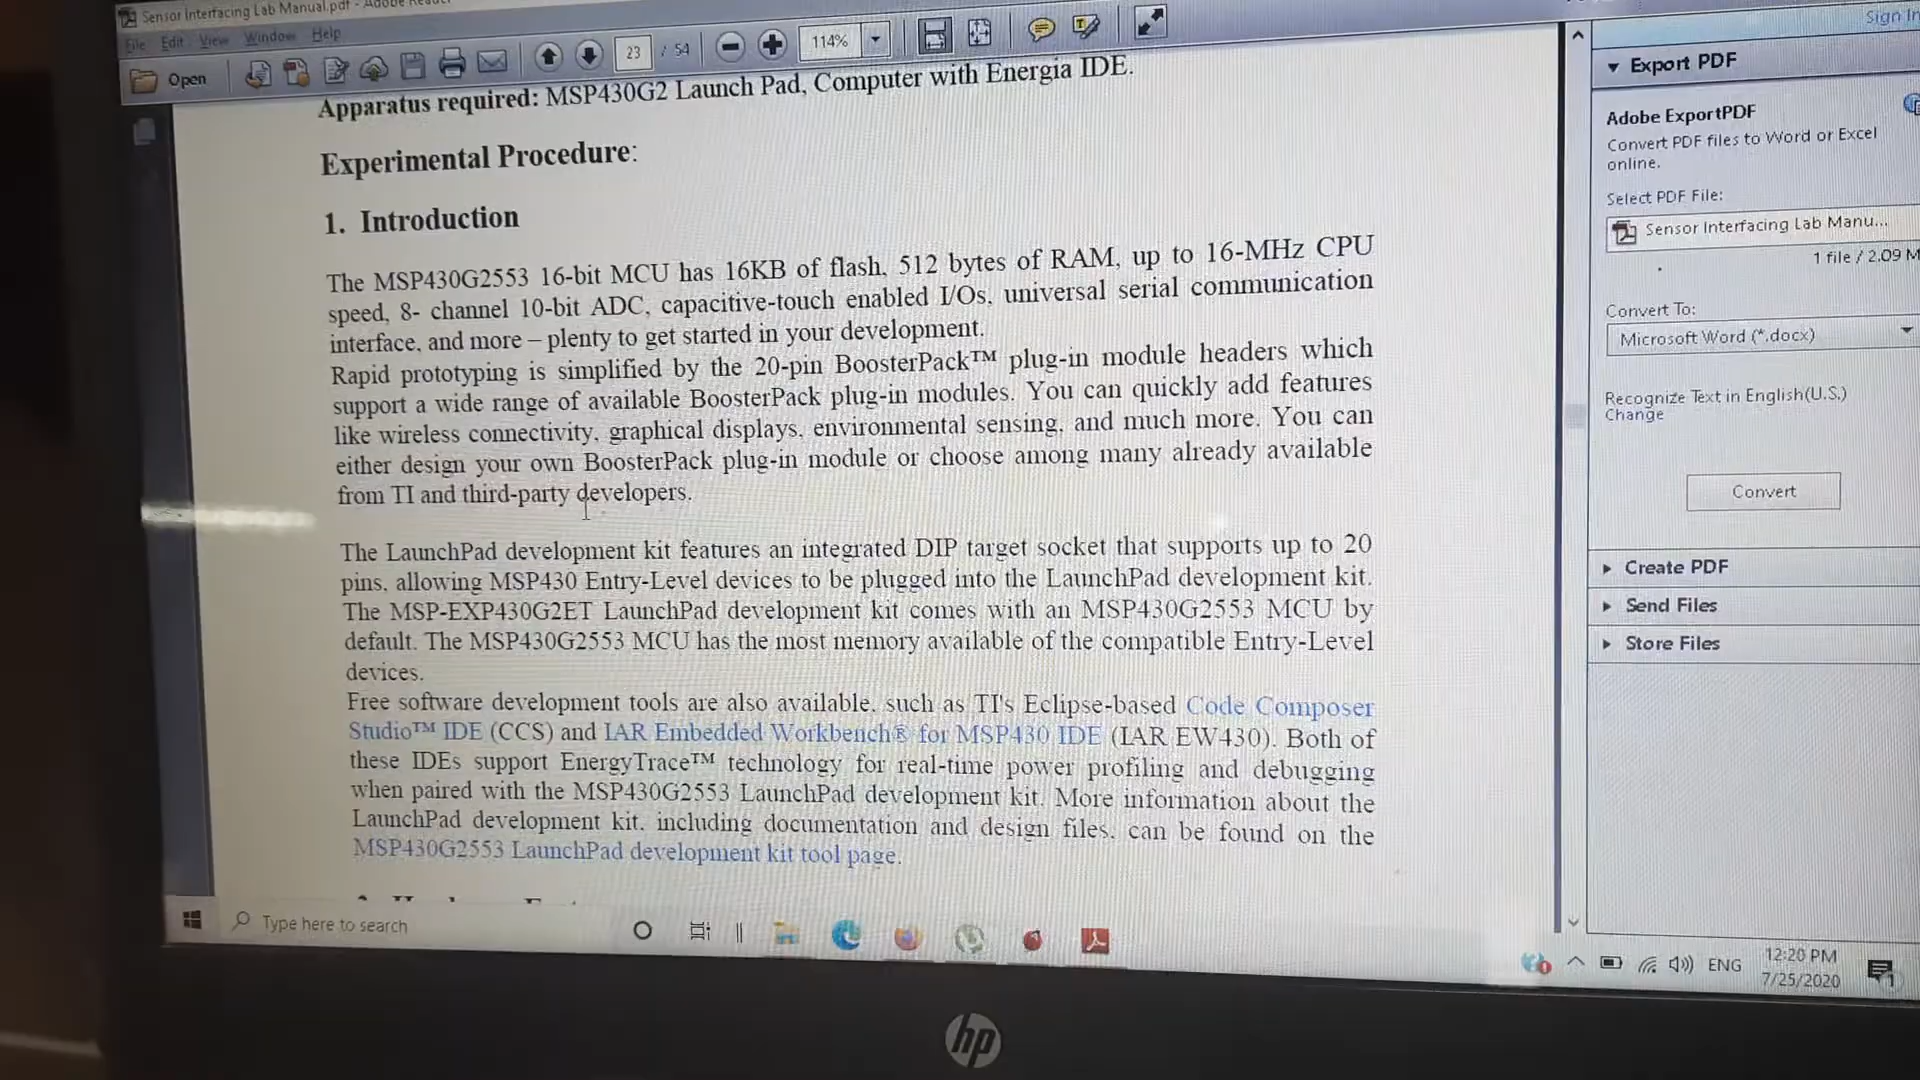 Sensor Interfacing Lab Manual.pdf - Adobe Reader
File Edit View Window Help
Sign In
Open
23 / 54
114%
Apparatus required: MSP430G2 Launch Pad, Computer with Energia IDE.
Experimental Procedure:
1. Introduction
The MSP430G2553 16-bit MCU has 16KB of flash, 512 bytes of RAM, up to 16-MHz CPU
speed, 8- channel 10-bit ADC, capacitive-touch enabled I/Os, universal serial communication
interface, and more – plenty to get started in your development.
Rapid prototyping is simplified by the 20-pin BoosterPack™ plug-in module headers which
support a wide range of available BoosterPack plug-in modules. You can quickly add features
like wireless connectivity, graphical displays, environmental sensing, and much more. You can
either design your own BoosterPack plug-in module or choose among many already available
from TI and third-party developers.
The LaunchPad development kit features an integrated DIP target socket that supports up to 20
pins, allowing MSP430 Entry-Level devices to be plugged into the LaunchPad development kit.
The MSP-EXP430G2ET LaunchPad development kit comes with an MSP430G2553 MCU by
default. The MSP430G2553 MCU has the most memory available of the compatible Entry-Level
devices.
Free software development tools are also available, such as TI's Eclipse-based Code Composer
Studio™ IDE (CCS) and IAR Embedded Workbench® for MSP430 IDE (IAR EW430). Both of
these IDEs support EnergyTrace™ technology for real-time power profiling and debugging
when paired with the MSP430G2553 LaunchPad development kit. More information about the
LaunchPad development kit, including documentation and design files, can be found on the
MSP430G2553 LaunchPad development kit tool page.
Export PDF
Adobe ExportPDF
Convert PDF files to Word or Excel
online.
Select PDF File:
Sensor Interfacing Lab Manu...
1 file / 2.09 M
Convert To:
Microsoft Word (*.docx)
Recognize Text in English(U.S.)
Change
Convert
Create PDF
Send Files
Store Files
Type here to search
ENG
12:20 PM
7/25/2020
hp